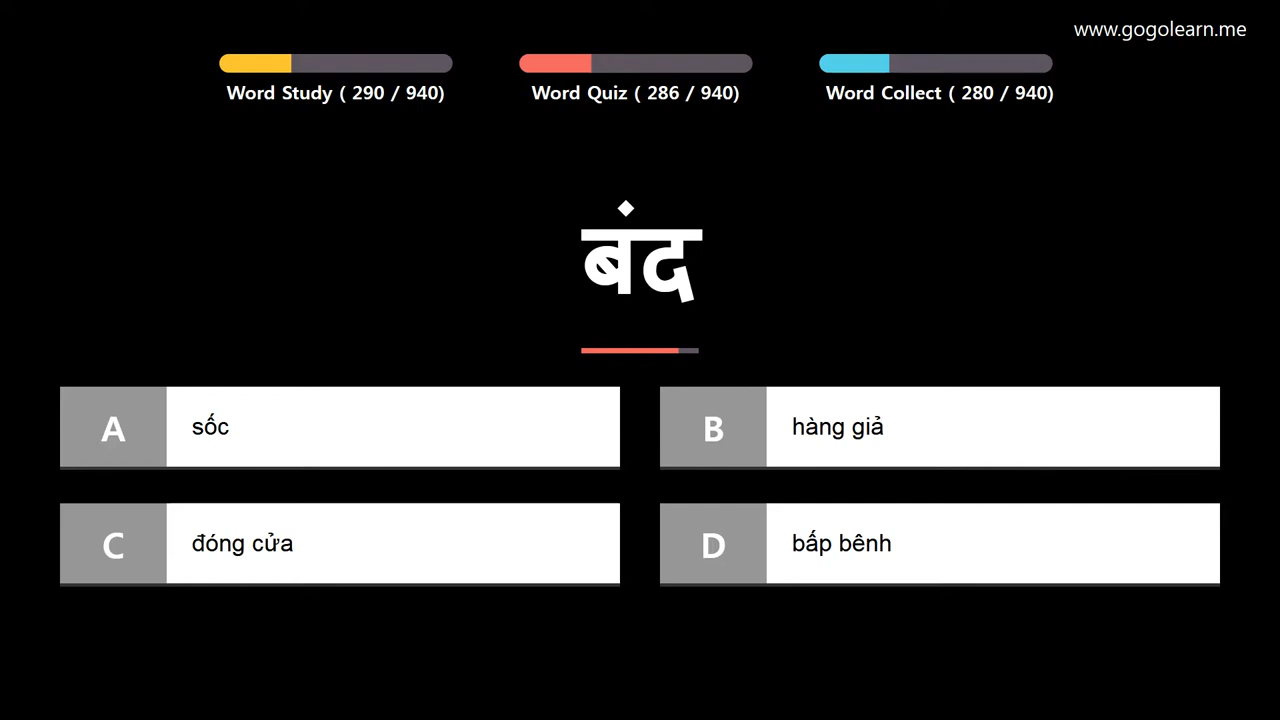 www.gogolearn.me
Word Study ( 290 / 940)
Word Quiz ( 286 / 940)
Word Collect ( 280 / 940)
बंद
A
sốc
B
hàng giả
C
đóng cửa
D
bấp bênh